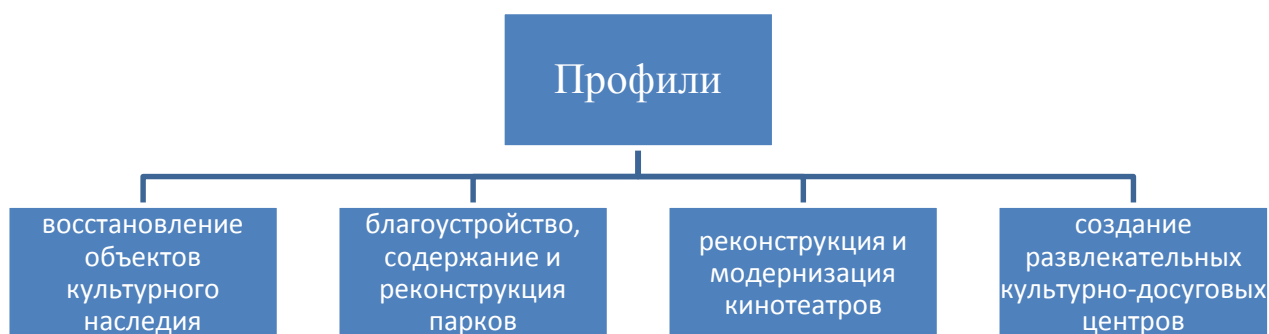 Профили
восстановление
объектов
культурного
наследия
благоустройство,
содержание и
реконструкция
парков
реконструкция и
модернизация
кинотеатров
создание
развлекательных
культурно-досуговых
центров